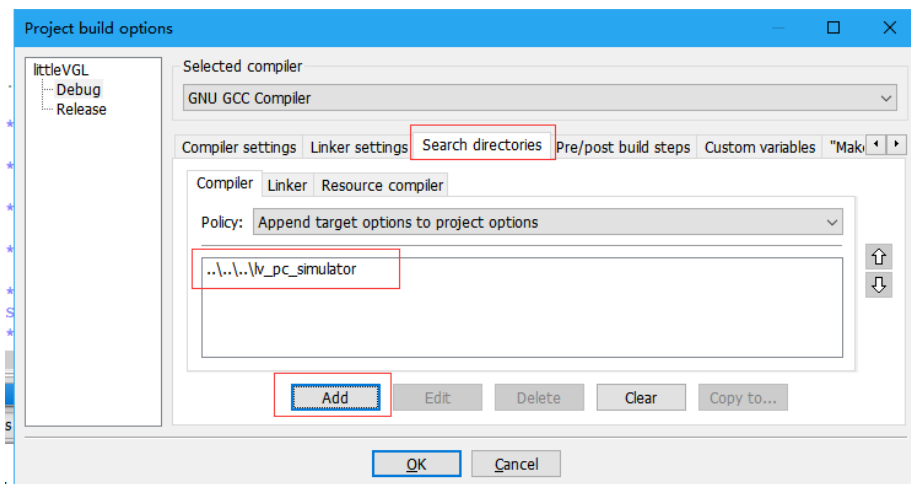 Project build options
littleVGL
Debug
Release
Selected compiler
GNU GCC Compiler
Compiler settings Linker settings Search directories Pre/post build steps Custom variables "Mak
Compiler Linker Resource compiler
Policy: Append target options to project options
..\..\..\lv_pc_simulator
Add Edit Delete Clear Copy to...
OK Cancel